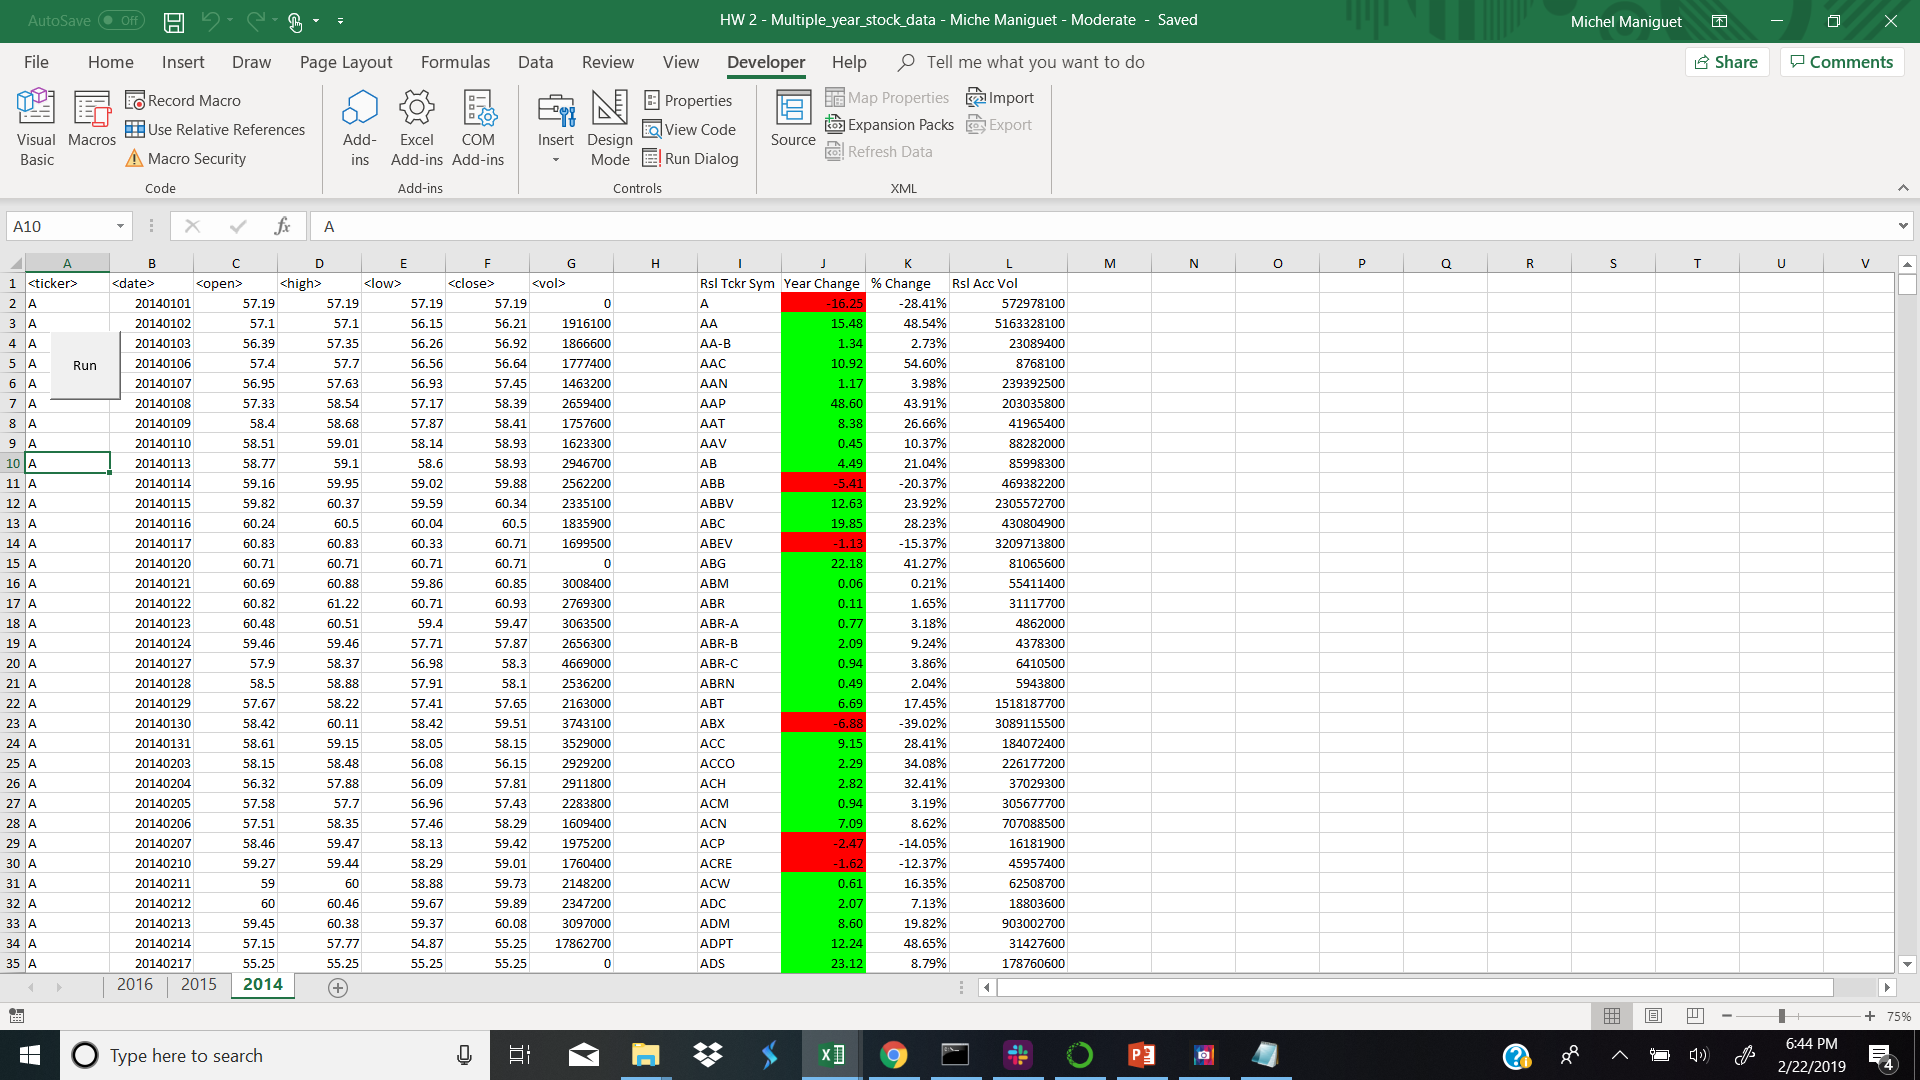 AutoSave Off
HW 2 - Multiple_year_stock_data - Miche Maniguet - Moderate - Saved
Michel Maniguet
File Home Insert Draw Page Layout Formulas Data Review View Developer Help Tell me what you want to do Share Comments
Visual Basic
Macros
Record Macro
Use Relative References
Macro Security
Code
Add-ins
Excel Add-ins
COM Add-ins
Add-ins
Insert
Design Mode
Properties
View Code
Run Dialog
Controls
Source
Map Properties
Expansion Packs
Refresh Data
Import
Export
XML
A10 fx A
A B C D E F G H I J K L M N O P Q R S T U V
1 <ticker> <date> <open> <high> <low> <close> <vol> Rsl Tckr Sym Year Change % Change Rsl Acc Vol
2 A 20140101 57.19 57.19 57.19 57.19 0 A -16.25 -28.41% 572978100
3 A 20140102 57.1 57.1 56.15 56.21 1916100 AA 15.48 48.54% 5163328100
4 A 20140103 56.39 57.35 56.26 56.92 1866600 AA-B 1.34 2.73% 23089400
5 A 20140106 57.4 57.7 56.56 56.64 1777400 AAC 10.92 54.60% 8768100
Run
6 A 20140107 56.95 57.63 56.93 57.45 1463200 AAN 1.17 3.98% 239392500
7 A 20140108 57.33 58.54 57.17 58.39 2659400 AAP 48.60 43.91% 203035800
8 A 20140109 58.4 58.68 57.87 58.41 1757600 AAT 8.38 26.66% 41965400
9 A 20140110 58.51 59.01 58.14 58.93 1623300 AAV 0.45 10.37% 88282000
10 A 20140113 58.77 59.1 58.6 58.93 2946700 AB 4.49 21.04% 85998300
11 A 20140114 59.16 59.95 59.02 59.88 2562200 ABB -5.41 -20.37% 469382200
12 A 20140115 59.82 60.37 59.59 60.34 2335100 ABBV 12.63 23.92% 2305572700
13 A 20140116 60.24 60.5 60.04 60.5 1835900 ABC 19.85 28.23% 430804900
14 A 20140117 60.83 60.83 60.33 60.71 1699500 ABEV -1.13 -15.37% 3209713800
15 A 20140120 60.71 60.71 60.71 60.71 0 ABG 22.18 41.27% 81065600
16 A 20140121 60.69 60.88 59.86 60.85 3008400 ABM 0.06 0.21% 55411400
17 A 20140122 60.82 61.22 60.71 60.93 2769300 ABR 0.11 1.65% 31117700
18 A 20140123 60.48 60.51 59.4 59.47 3063500 ABR-A 0.77 3.18% 4862000
19 A 20140124 59.46 59.46 57.71 57.87 2656300 ABR-B 2.09 9.24% 4378300
20 A 20140127 57.9 58.37 56.98 58.3 4669000 ABR-C 0.94 3.86% 6410500
21 A 20140128 58.5 58.88 57.91 58.1 2536200 ABRN 0.49 2.04% 5943800
22 A 20140129 57.67 58.22 57.41 57.65 2163000 ABT 6.69 17.45% 1518187700
23 A 20140130 58.42 60.11 58.42 59.51 3743100 ABX -6.88 -39.02% 3089115500
24 A 20140131 58.61 59.15 58.05 58.15 3529000 ACC 9.15 28.41% 184072400
25 A 20140203 58.15 58.48 56.08 56.15 2929200 ACCO 2.29 34.08% 226177200
26 A 20140204 56.32 57.88 56.09 57.81 2911800 ACH 2.82 32.41% 37029300
27 A 20140205 57.58 57.7 56.96 57.43 2283800 ACM 0.94 3.19% 305677700
28 A 20140206 57.51 58.35 57.46 58.29 1609400 ACN 7.09 8.62% 707088500
29 A 20140207 58.46 59.47 58.13 59.42 1975200 ACP -2.47 -14.05% 16181900
30 A 20140210 59.27 59.44 58.29 59.01 1760400 ACRE -1.62 -12.37% 45957400
31 A 20140211 59 60 58.88 59.73 2148200 ACW 0.61 16.35% 62508700
32 A 20140212 60 60.46 59.67 59.89 2347200 ADC 2.07 7.13% 18803600
33 A 20140213 59.45 60.38 59.37 60.08 3097000 ADM 8.60 19.82% 903002700
34 A 20140214 57.15 57.77 54.87 55.25 17862700 ADPT 12.24 48.65% 31427600
35 A 20140217 55.25 55.25 55.25 55.25 0 ADS 23.12 8.79% 178760600
2016 2015 2014
75%
Type here to search
6:44 PM
2/22/2019
4